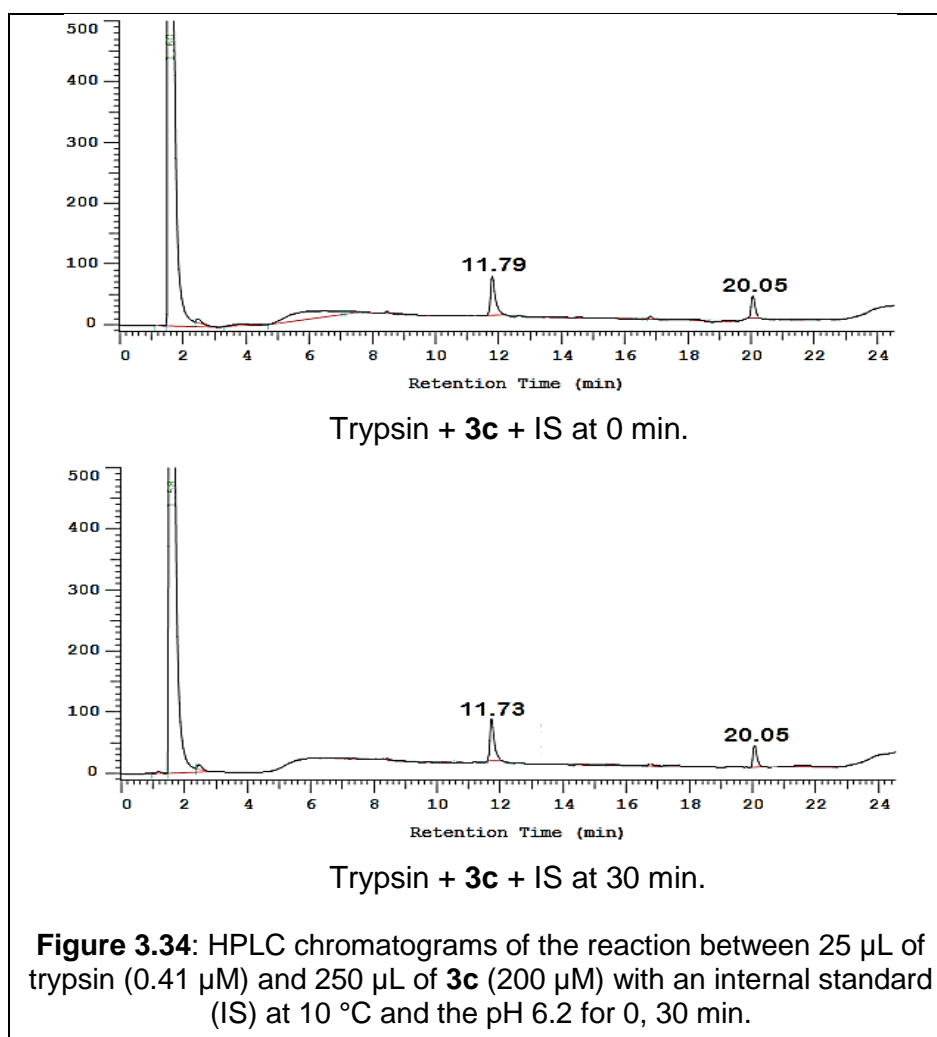 500
1.60
400
300
200
11.79
100
20.05
0
0 2 4 6 8 10 12 14 16 18 20 22 24
Retention Time (min)
Trypsin + 3c + IS at 0 min.
500
1.58
400
300
200
11.73
100
20.05
0
0 2 4 6 8 10 12 14 16 18 20 22 24
Retention Time (min)
Trypsin + 3c + IS at 30 min.
Figure 3.34: HPLC chromatograms of the reaction between 25 µL of
trypsin (0.41 µM) and 250 µL of 3c (200 µM) with an internal standard
(IS) at 10 °C and the pH 6.2 for 0, 30 min.